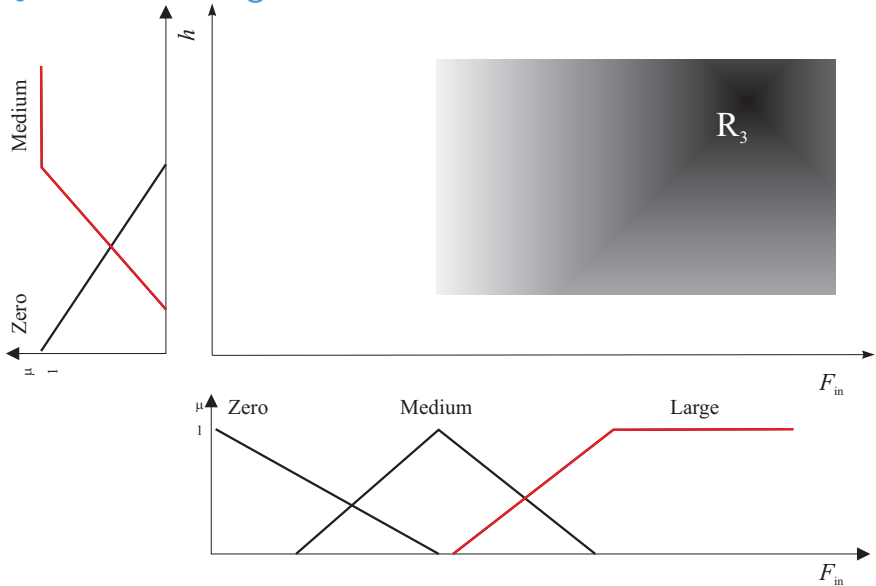 h
Medium
Zero
μ
1
R3
Fin
μ
1
Zero
Medium
Large
Fin